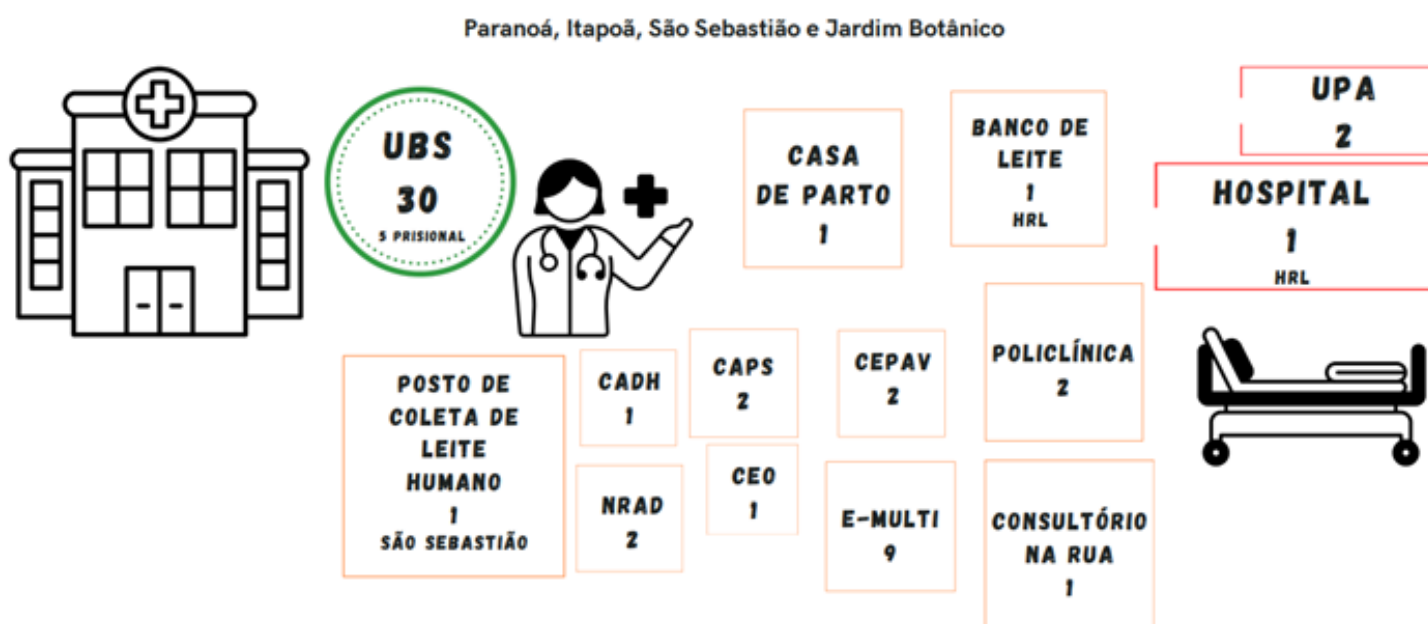 Paranoá, Itapoã, São Sebastião e Jardim Botânico
UBS
30
5 PRISIONAL
CASA
DE PARTO
1
BANCO DE
LEITE
1
HRL
UPA
2
HOSPITAL
1
HRL
POSTO DE
COLETA DE
LEITE
HUMANO
1
SÃO SEBASTIÃO
CADH
1
CAPS
2
CEPAV
2
POLICLÍNICA
2
NRAD
2
CEO
1
E-MULTI
9
CONSULTÓRIO
NA RUA
1